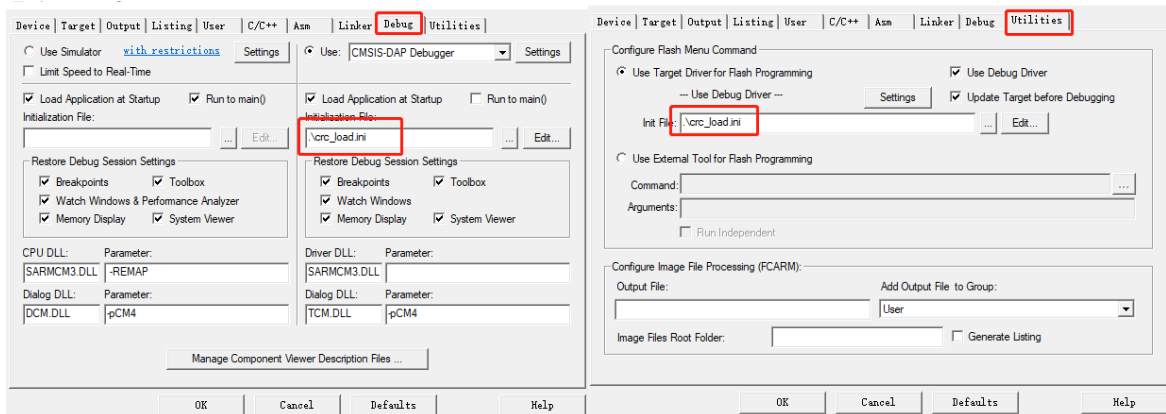 Device Target Output Listing User C/C++ Asm Linker Debug Utilities
Use Simulator with restrictions Settings Use: CMSIS-DAP Debugger Settings
Limit Speed to Real-Time
Load Application at Startup Run to main() Load Application at Startup Run to main()
Initialization File: Initialization File:
... Edit... .\crc_load.ini ... Edit...
Restore Debug Session Settings Restore Debug Session Settings
Breakpoints Toolbox Breakpoints Toolbox
Watch Windows & Performance Analyzer Watch Windows
Memory Display System Viewer Memory Display System Viewer
CPU DLL: Parameter: Driver DLL: Parameter:
SARMCM3.DLL -REMAP SARMCM3.DLL
Dialog DLL: Parameter: Dialog DLL: Parameter:
DCM.DLL -pCM4 TCM.DLL -pCM4
Manage Component Viewer Description Files ...
OK Cancel Defaults Help
Device Target Output Listing User C/C++ Asm Linker Debug Utilities
Configure Flash Menu Command
Use Target Driver for Flash Programming Use Debug Driver
--- Use Debug Driver --- Settings Update Target before Debugging
Init File: .\crc_load.ini ... Edit...
Use External Tool for Flash Programming
Command: ...
Arguments:
Run Independent
Configure Image File Processing (FCARM):
Output File: Add Output File to Group:
User
Image Files Root Folder: Generate Listing
OK Cancel Defaults Help